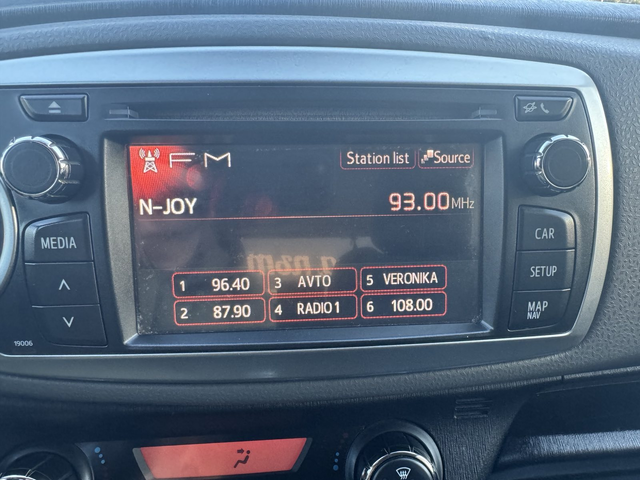 FM
Station list
Source
N-JOY
93.00MHz
MEDIA
CAR
SETUP
MAP
NAV
1 96.40
3 AVTO
5 VERONIKA
2 87.90
4 RADIO1
6 108.00
19006